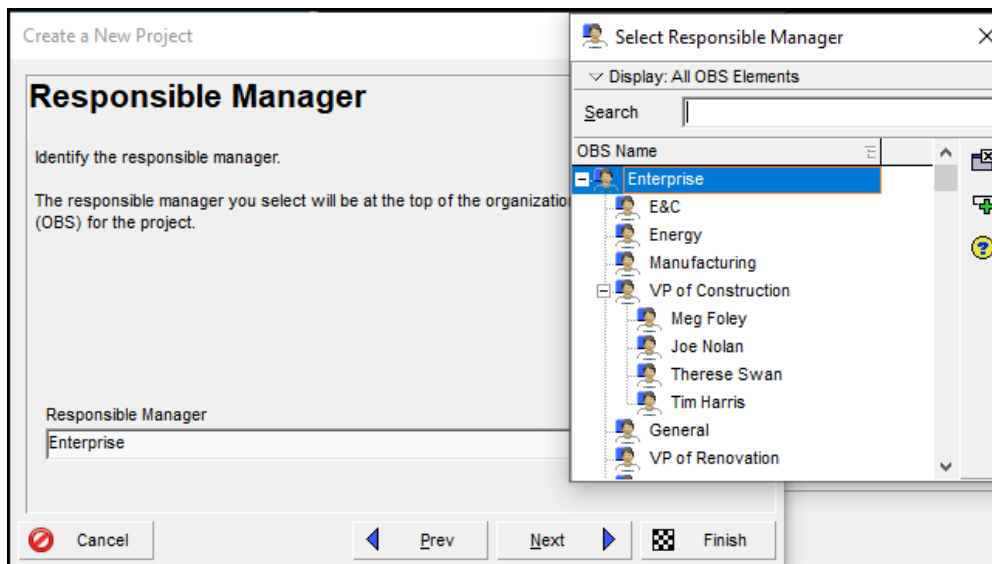 Create a New Project
Responsible Manager
Identify the responsible manager.
The responsible manager you select will be at the top of the organizatio
(OBS) for the project.
Responsible Manager
Enterprise
Cancel
Prev
Next
Finish
Select Responsible Manager
Display: All OBS Elements
Search
OBS Name
Enterprise
E&C
Energy
Manufacturing
VP of Construction
Meg Foley
Joe Nolan
Therese Swan
Tim Harris
General
VP of Renovation